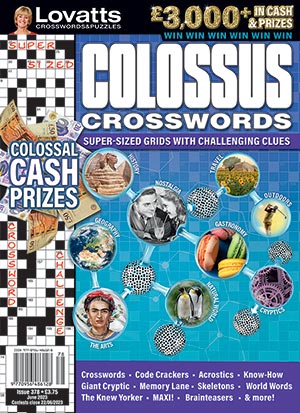 Lovatts
CROSSWORDS&PUZZLES
£3,000+ IN CASH
& PRIZES
WIN WIN WIN WIN WIN WIN
SUPER
SIZED
COLOSSUS
CROSSWORDS
SUPER-SIZED GRIDS WITH CHALLENGING CLUES
COLOSSAL
CASH
PRIZES
HISTORY
NOSTALGIA
TRAVEL
OUTDOORS
GEOGRAPHY
GASTRONOMY
THE ARTS
NATURAL WORLD
CRYPTICS
CROSSWORD
CHALLENGE
Issue 378 • £3.75
June 2023
Contests close 22/06/2023
Crosswords • Code Crackers • Acrostics • Know-How
Giant Cryptic • Memory Lane • Skeletons • World Words
The Knew Yorker • MAXI! • Brainteasers • & more!